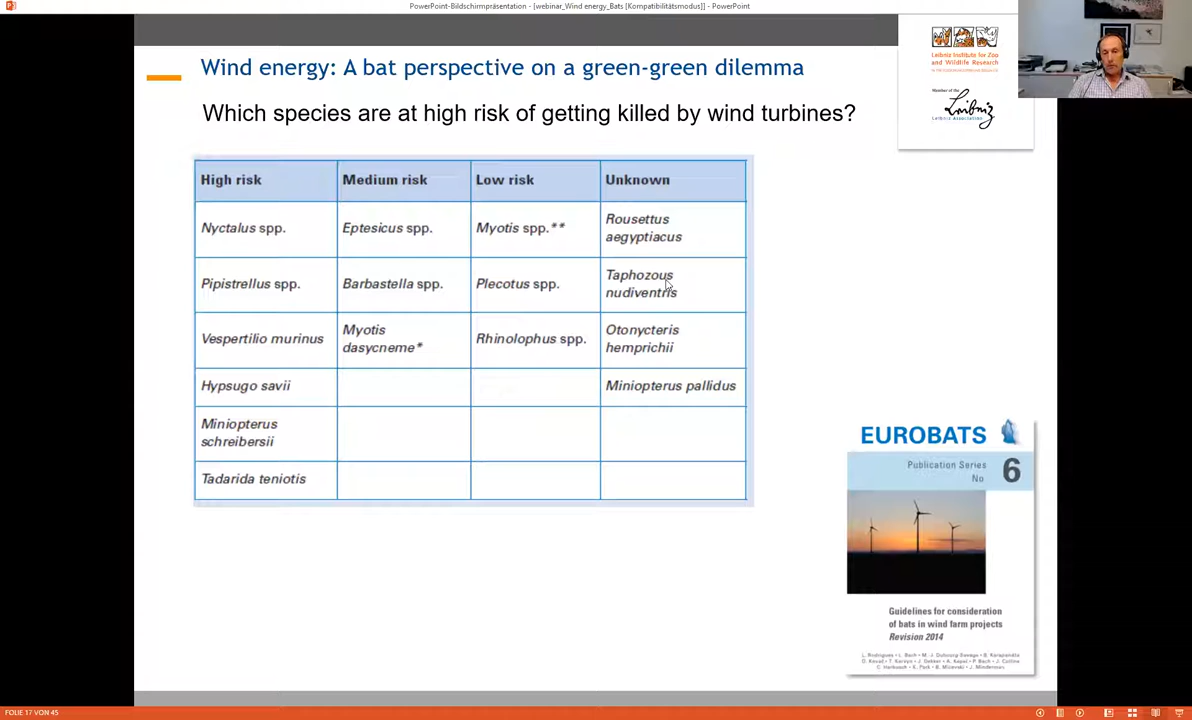 PowerPoint-Bildschirmpräsentation - [webinar_Wind energy_Bats [Kompatibilitätsmodus]] - PowerPoint
Leibniz Institute for Zoo
and Wildlife Research
Member of the
Leibniz
Leibniz Association
Wind energy: A bat perspective on a green-green dilemma
Which species are at high risk of getting killed by wind turbines?
High risk Medium risk Low risk Unknown
Nyctalus spp. Eptesicus spp. Myotis spp.** Rousettus aegyptiacus
Pipistrellus spp. Barbastella spp. Plecotus spp. Taphozous nudiventris
Vespertilio murinus Myotis dasycneme* Rhinolophus spp. Otonycteris hemprichii
Hypsugo savii Miniopterus pallidus
Miniopterus schreibersii
Tadarida teniotis
EUROBATS
Publication Series
No 6
Guidelines for consideration
of bats in wind farm projects
Revision 2014
FOLIE 17 VON 45